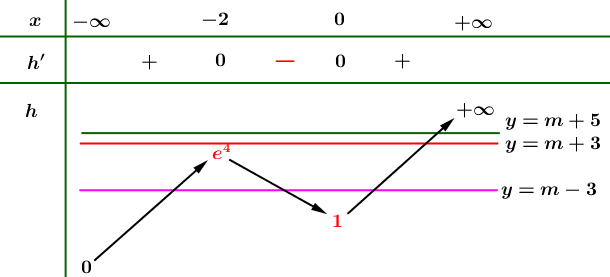 x −∞ −2 0 +∞
h′ + 0 − 0 +
h +∞
y = m + 5
y = m + 3
e⁴
y = m − 3
1
0